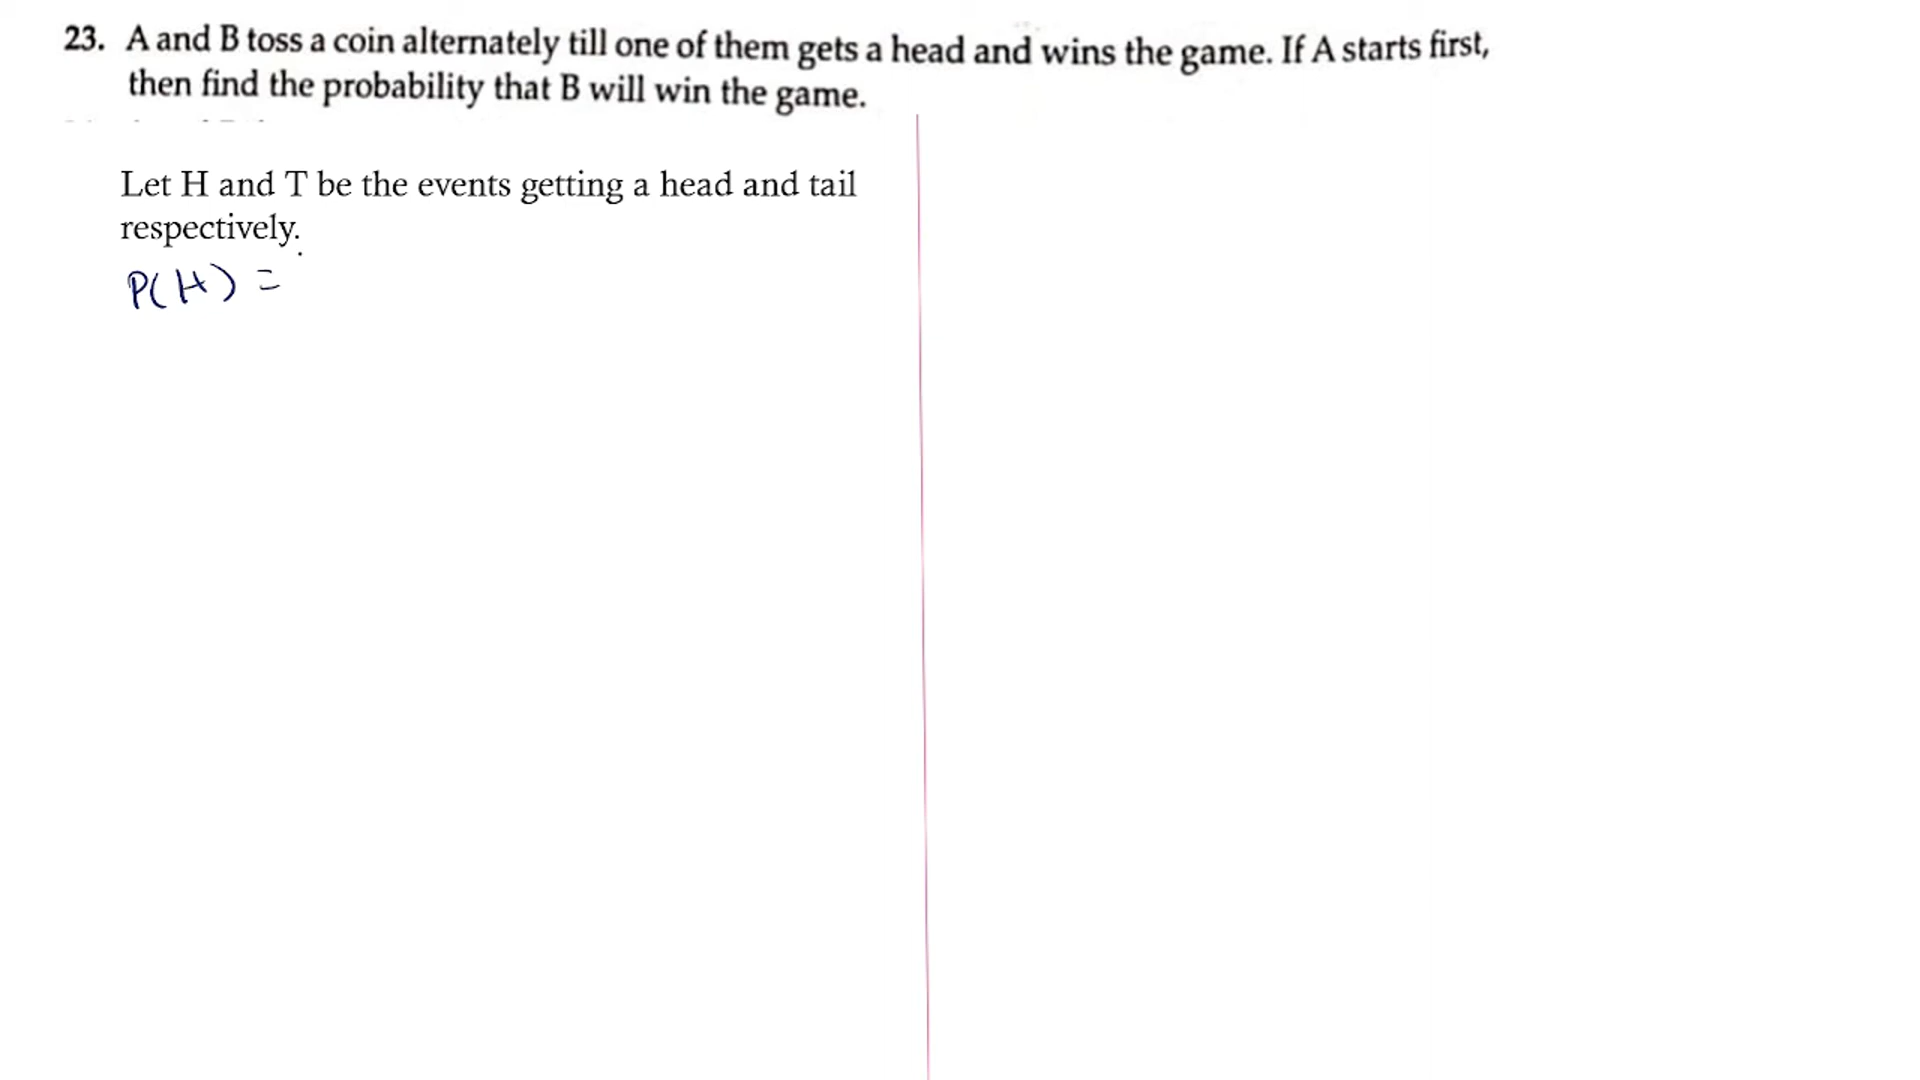 23. A and B toss a coin alternately till one of them gets a head and wins the game. If A starts first,
then find the probability that B will win the game.
Let H and T be the events getting a head and tail
respectively.
P(H) =